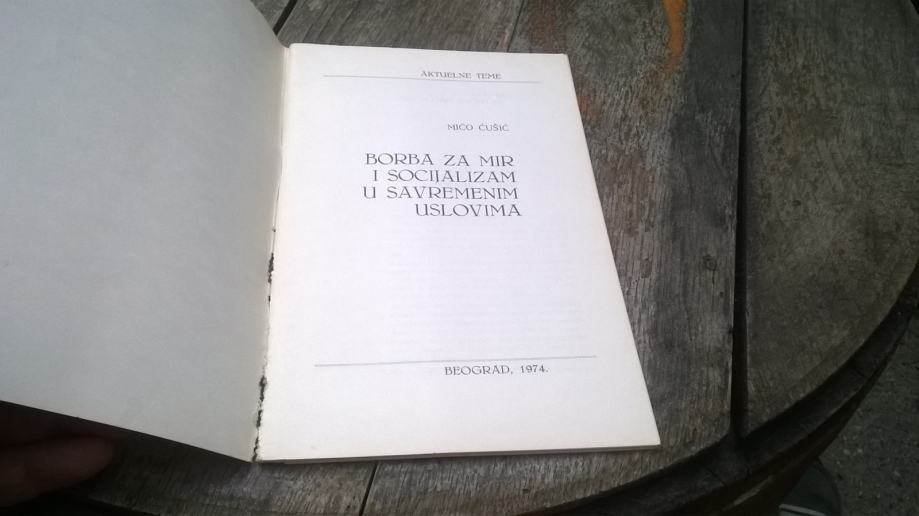 AKTUELNE TEME
MIĆO ĆUŠIĆ
BORBA ZA MIR
I SOCIJALIZAM
U SAVREMENIM
USLOVIMA
BEOGRAD, 1974.